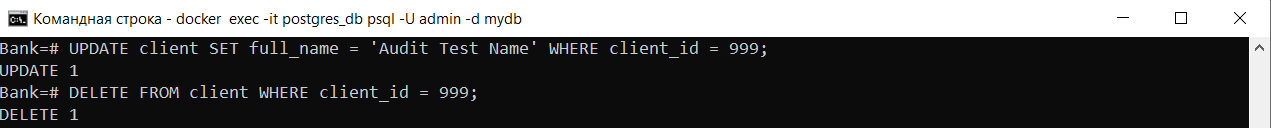 Командная строка - docker  exec -it postgres_db psql -U admin -d mydb
Bank=# UPDATE client SET full_name = 'Audit Test Name' WHERE client_id = 999;
UPDATE 1
Bank=# DELETE FROM client WHERE client_id = 999;
DELETE 1